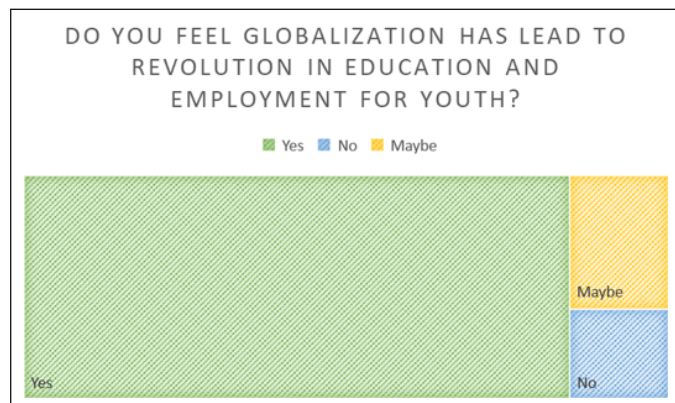 DO YOU FEEL GLOBALIZATION HAS LEAD TO
REVOLUTION IN EDUCATION AND
EMPLOYMENT FOR YOUTH?
Yes No Maybe
Maybe
Yes
No